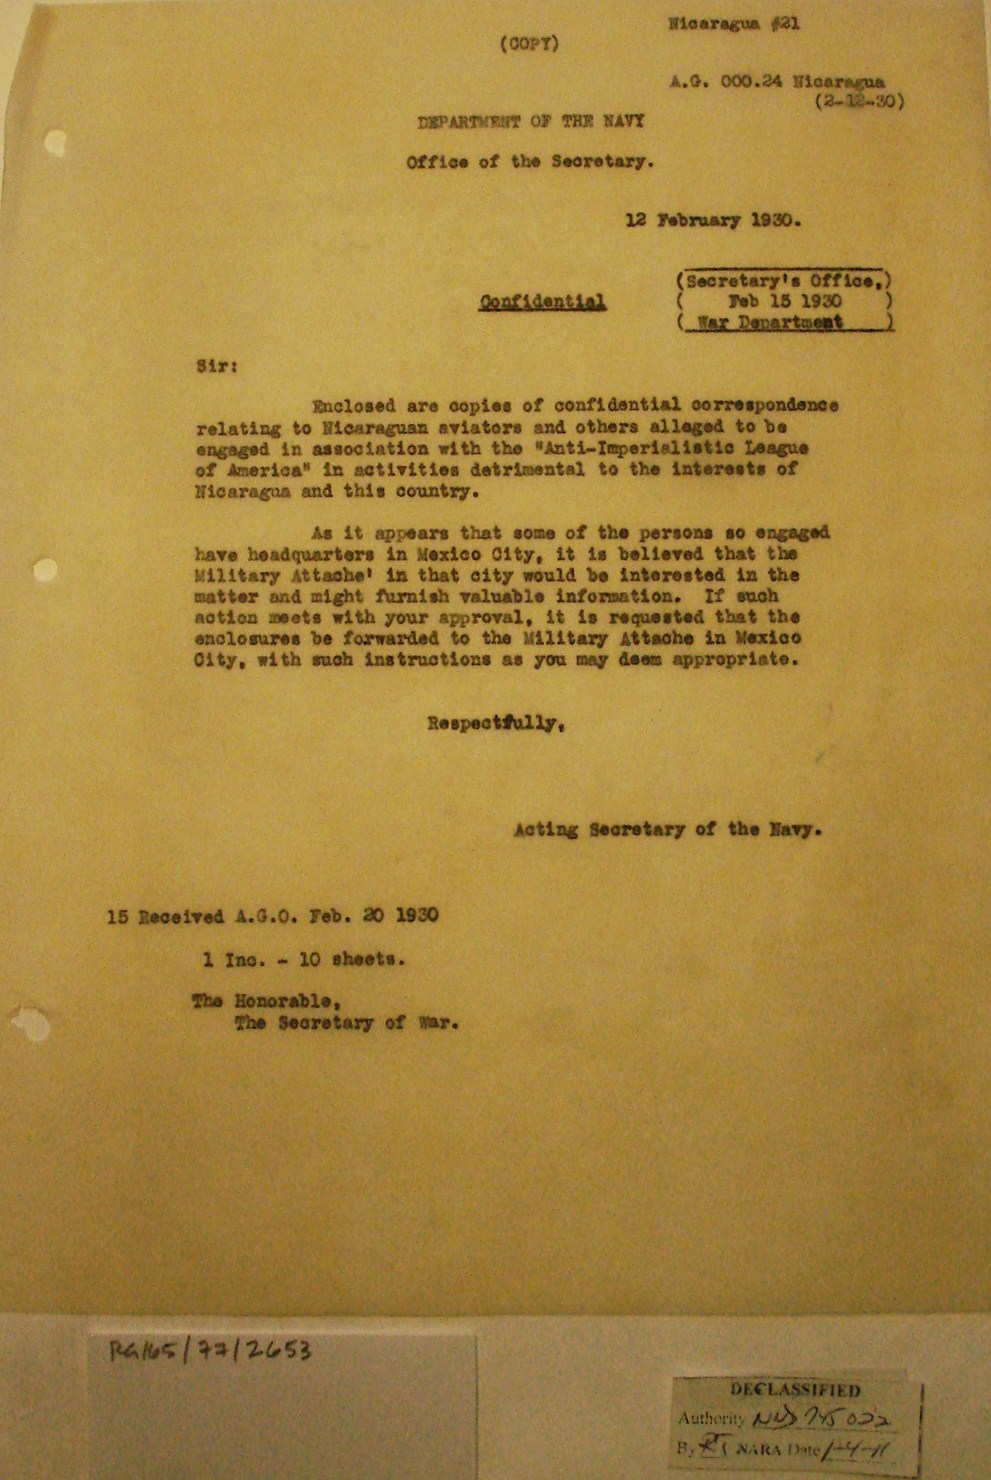 Nicaragua #21
(COPY)
A.G. 000.24 Nicaragua
(2-12-30)
DEPARTMENT OF THE NAVY
Office of the Secretary.
12 February 1930.
Confidential
(Secretary's Office,)
( Feb 15 1930 )
( War Department )
Sir:
Enclosed are copies of confidential correspondence
relating to Nicaraguan aviators and others alleged to be
engaged in association with the "Anti-Imperialistic League
of America" in activities detrimental to the interests of
Nicaragua and this country.
As it appears that some of the persons so engaged
have headquarters in Mexico City, it is believed that the
Military Attache' in that city would be interested in the
matter and might furnish valuable information. If such
action meets with your approval, it is requested that the
enclosures be forwarded to the Military Attache in Mexico
City, with such instructions as you may deem appropriate.
Respectfully,
Acting Secretary of the Navy.
15 Received A.G.O. Feb. 20 1930
1 Inc. - 10 sheets.
The Honorable,
The Secretary of War.
RG165/77/2653
DECLASSIFIED
Authority NND 745022
By NARA Date 1-4-11